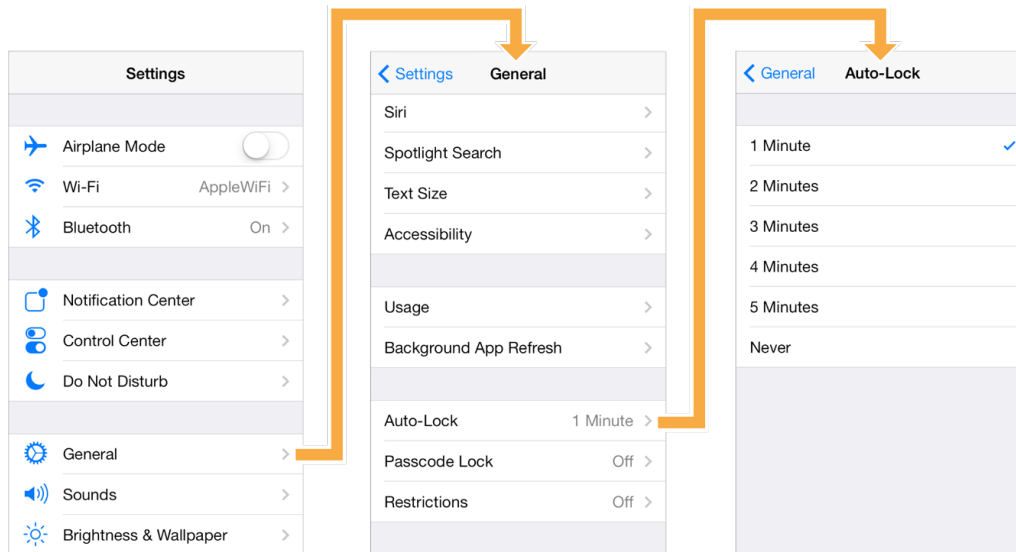 Settings
Airplane Mode
Wi-Fi AppleWiFi
Bluetooth On
Notification Center
Control Center
Do Not Disturb
General
Sounds
Brightness & Wallpaper
Settings General
Siri
Spotlight Search
Text Size
Accessibility
Usage
Background App Refresh
Auto-Lock 1 Minute
Passcode Lock Off
Restrictions Off
General Auto-Lock
1 Minute
2 Minutes
3 Minutes
4 Minutes
5 Minutes
Never